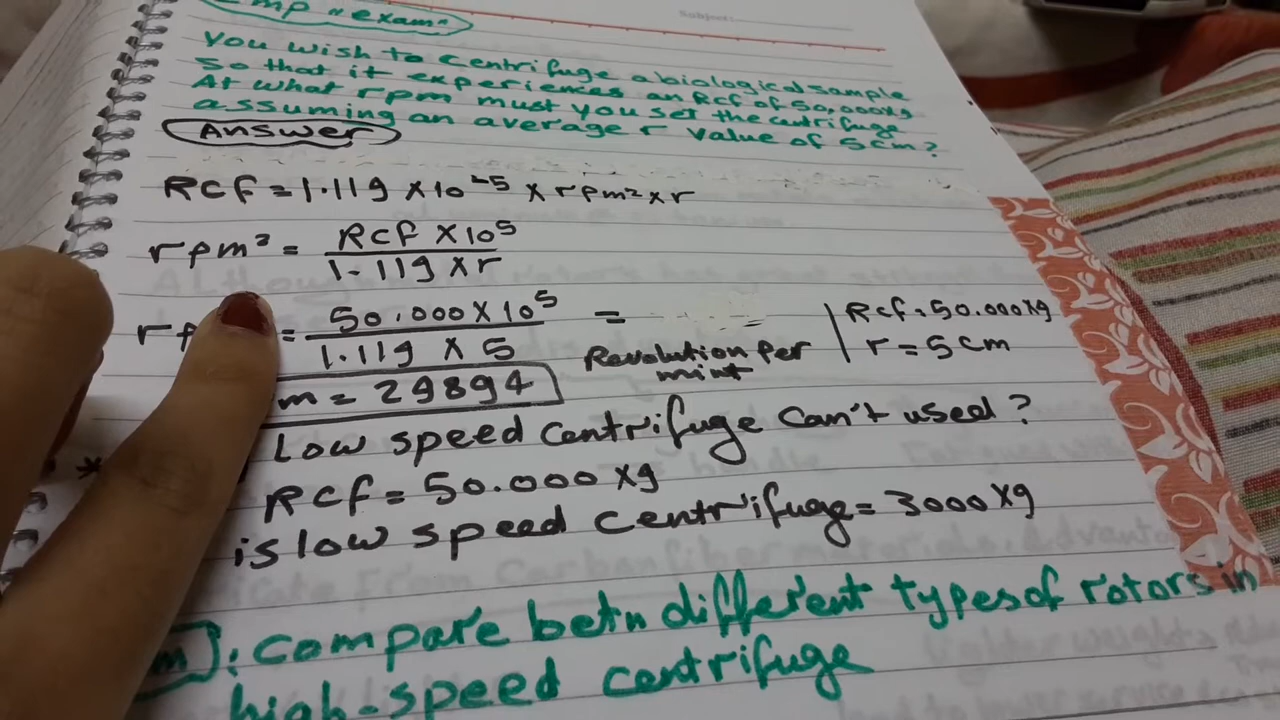 "exam"
You wish to centrifuge a biological sample
So that it experiences an Rcf of 50,000xg
At what rpm must you set the centrifuge
assuming an average r value of 5cm?
Answer
Rcf = 1.119 × 10⁻⁵ × rpm² × r
rpm² = Rcf × 10⁵ / 1.119 × r
= 50.000 × 10⁵ / 1.119 × 5 =
Revolution Per
mint
Rcf = 50.000 xg
r = 5 cm
m = 29894
Low speed centrifuge can't used?
Rcf = 50.000 xg
is low speed centrifuge = 3000 xg
: Compare betn different types of rotors in
high-speed centrifuge